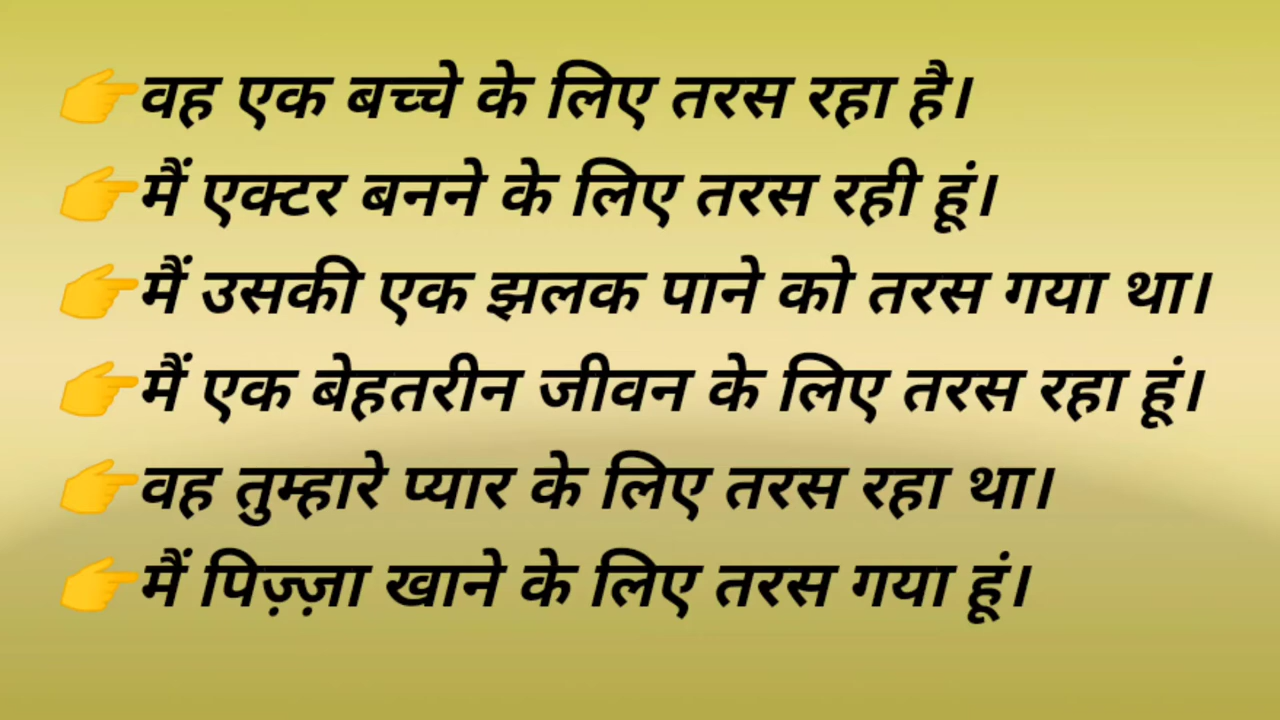 👉वह एक बच्चे के लिए तरस रहा है।
👉मैं एक्टर बनने के लिए तरस रही हूं।
👉मैं उसकी एक झलक पाने को तरस गया था।
👉मैं एक बेहतरीन जीवन के लिए तरस रहा हूं।
👉वह तुम्हारे प्यार के लिए तरस रहा था।
👉मैं पिज़्ज़ा खाने के लिए तरस गया हूं।